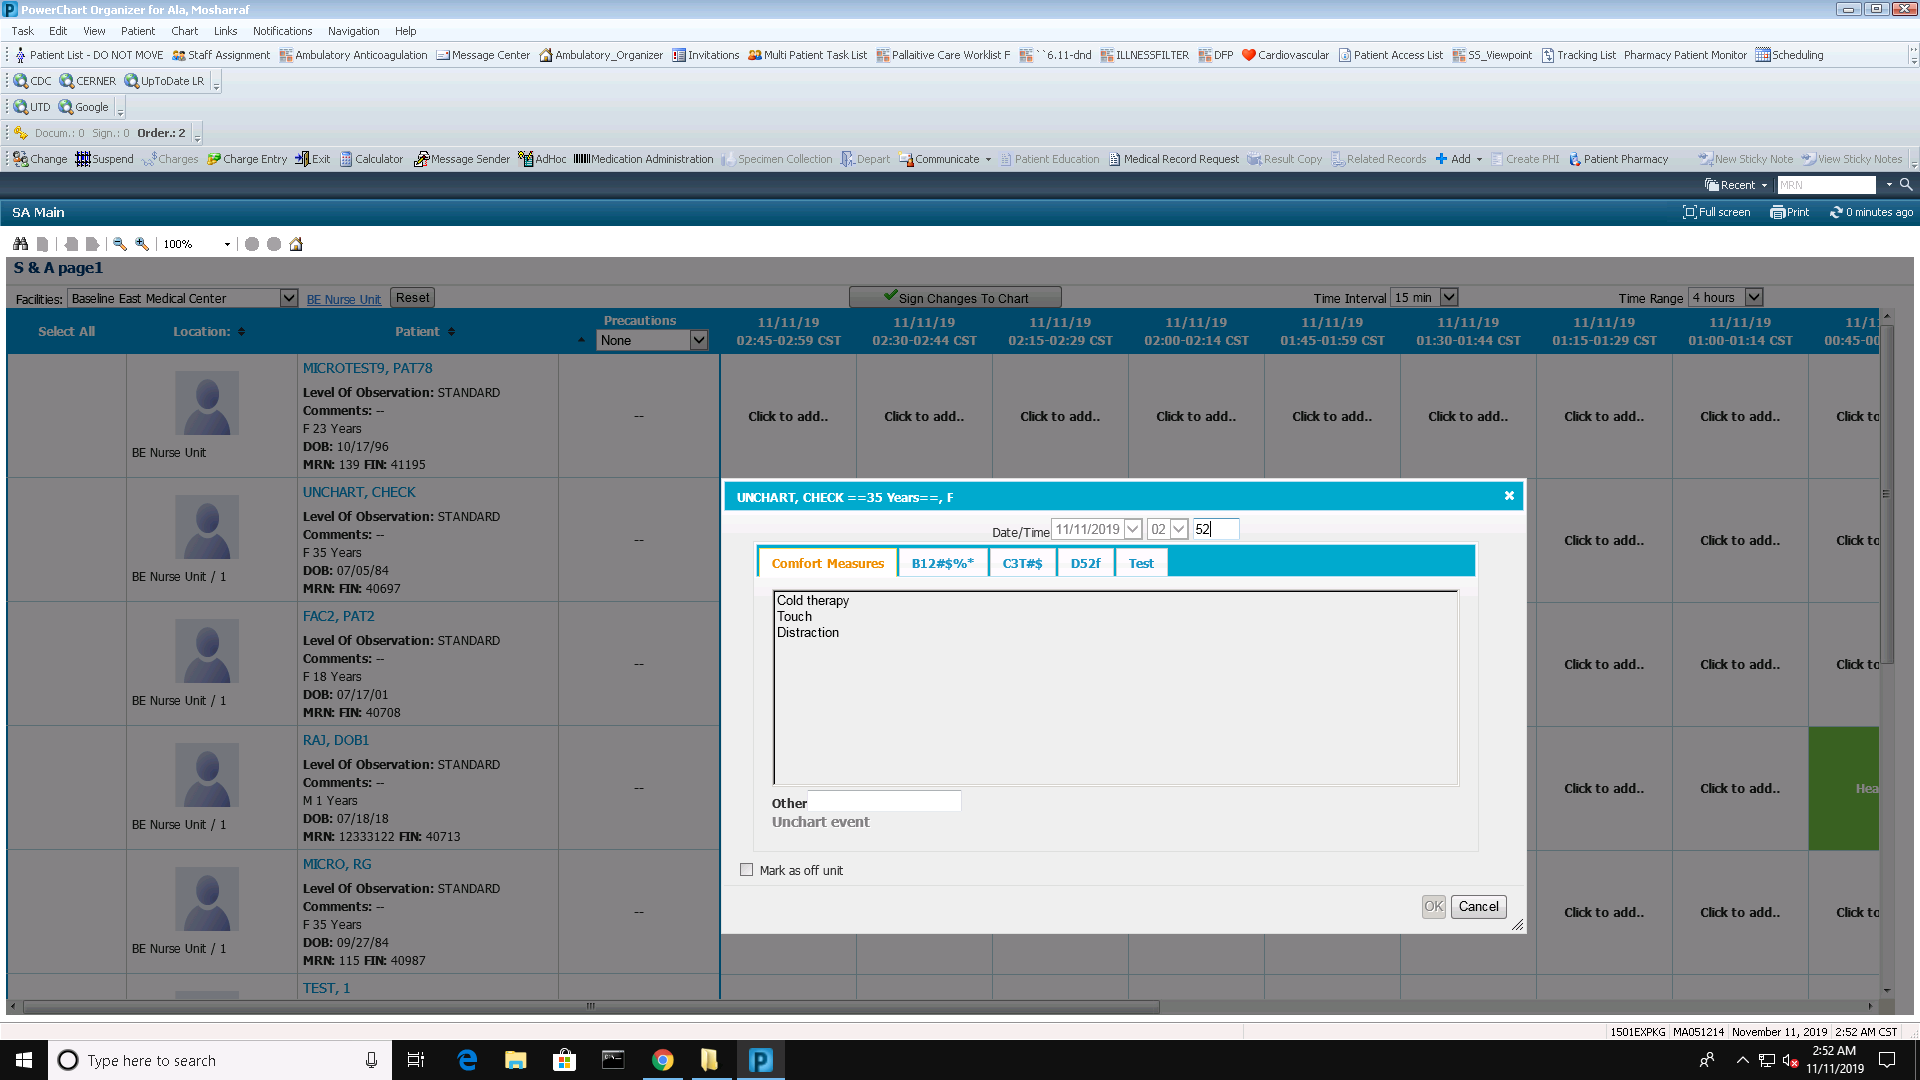 PowerChart Organizer for Ala, Mosharraf
Task Edit View Patient Chart Links Notifications Navigation Help
Patient List - DO NOT MOVE Staff Assignment Ambulatory Anticoagulation Message Center Ambulatory_Organizer Invitations Multi Patient Task List Pallaitive Care Worklist F ``6.11-dnd ILLNESSFILTER DFP Cardiovascular Patient Access List SS_Viewpoint Tracking List Pharmacy Patient Monitor Scheduling
CDC CERNER UpToDate LR
UTD Google
Docum.: 0 Sign.: 0 Order.: 2
Change Suspend Charges Charge Entry Exit Calculator Message Sender AdHoc Medication Administration Specimen Collection Depart Communicate Patient Education Medical Record Request Result Copy Related Records Add Create PHI Patient Pharmacy New Sticky Note View Sticky Notes
Recent MRN
SA Main Full screen Print 0 minutes ago
100%
S & A page1
Facilities: Baseline East Medical Center BE Nurse Unit Reset Sign Changes To Chart Time Interval 15 min Time Range 4 hours
Select All Location: Patient Precautions None
11/11/19 11/11/19 11/11/19 11/11/19 11/11/19 11/11/19 11/11/19 11/11/19 11/1
02:45-02:59 CST 02:30-02:44 CST 02:15-02:29 CST 02:00-02:14 CST 01:45-01:59 CST 01:30-01:44 CST 01:15-01:29 CST 01:00-01:14 CST 00:45-00
MICROTEST9, PAT78
Level Of Observation: STANDARD
Comments: --
F 23 Years
DOB: 10/17/96
MRN: 139 FIN: 41195
BE Nurse Unit
--
Click to add.. Click to add.. Click to add.. Click to add.. Click to add.. Click to add.. Click to add.. Click to add.. Click to
UNCHART, CHECK
Level Of Observation: STANDARD
Comments: --
F 35 Years
DOB: 07/05/84
MRN: FIN: 40697
BE Nurse Unit / 1
--
Click to add.. Click to add.. Click to
FAC2, PAT2
Level Of Observation: STANDARD
Comments: --
F 18 Years
DOB: 07/17/01
MRN: FIN: 40708
BE Nurse Unit / 1
--
Click to add.. Click to add.. Click to
RAJ, DOB1
Level Of Observation: STANDARD
Comments: --
M 1 Years
DOB: 07/18/18
MRN: 12333122 FIN: 40713
BE Nurse Unit / 1
--
Click to add.. Click to add.. Hea
MICRO, RG
Level Of Observation: STANDARD
Comments: --
F 35 Years
DOB: 09/27/84
MRN: 115 FIN: 40987
BE Nurse Unit / 1
--
Click to add.. Click to add.. Click to
TEST, 1
UNCHART, CHECK ==35 Years==, F
Date/Time 11/11/2019 02 52
Comfort Measures B12#$%* C3T#$ D52f Test
Cold therapy
Touch
Distraction
Other
Unchart event
Mark as off unit
OK Cancel
1501EXPKG MA051214 November 11, 2019 2:52 AM CST
Type here to search
2:52 AM
11/11/2019